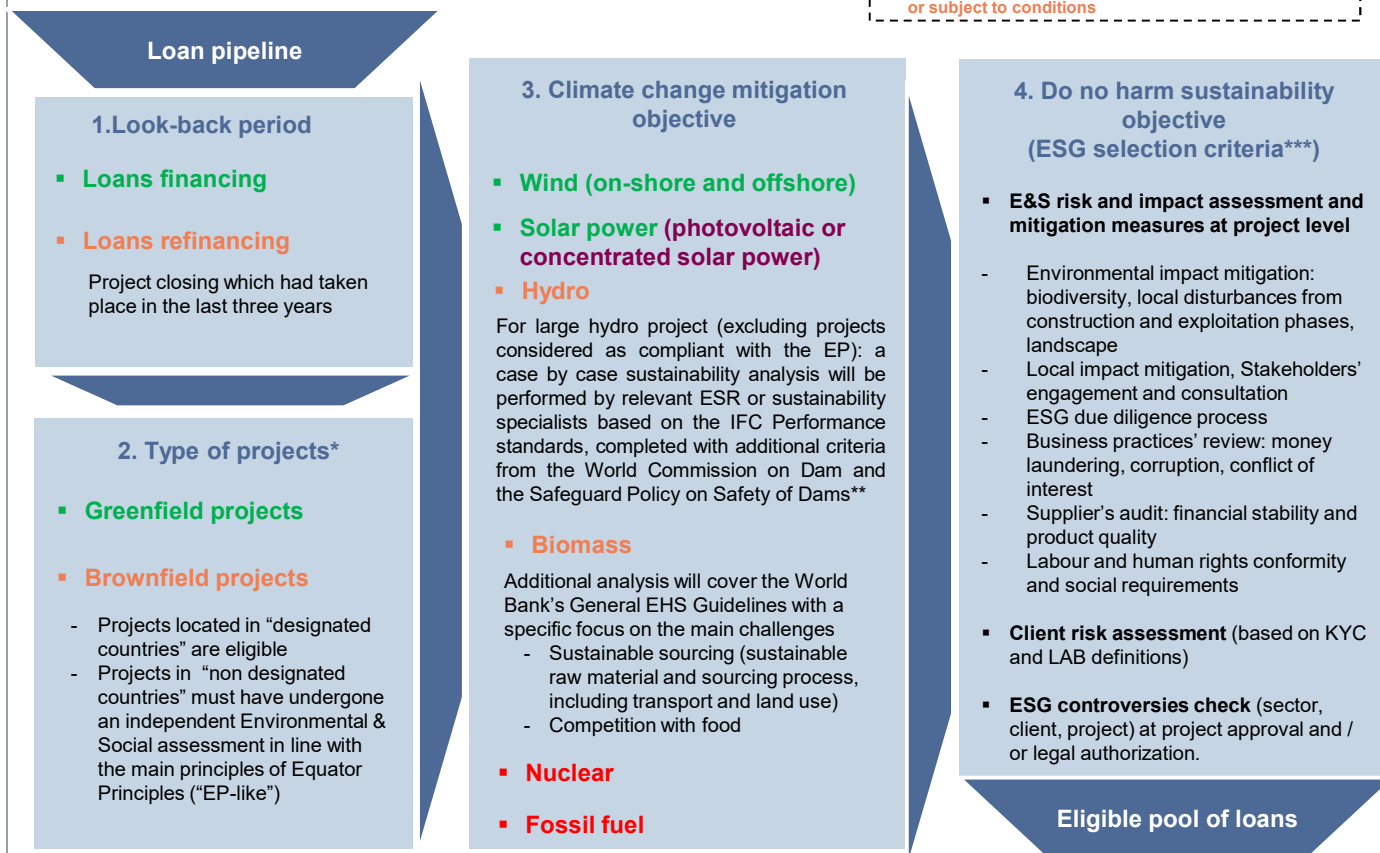 or subject to conditions
Loan pipeline
1.Look-back period
▪ Loans financing
▪ Loans refinancing
Project closing which had taken
place in the last three years
2. Type of projects*
▪ Greenfield projects
▪ Brownfield projects
- Projects located in “designated
countries” are eligible
- Projects in “non designated
countries” must have undergone
an independent Environmental &
Social assessment in line with
the main principles of Equator
Principles (“EP-like”)
3. Climate change mitigation
objective
▪ Wind (on-shore and offshore)
▪ Solar power (photovoltaic or
concentrated solar power)
▪ Hydro
For large hydro project (excluding projects
considered as compliant with the EP): a
case by case sustainability analysis will be
performed by relevant ESR or sustainability
specialists based on the IFC Performance
standards, completed with additional criteria
from the World Commission on Dam and
the Safeguard Policy on Safety of Dams**
▪ Biomass
Additional analysis will cover the World
Bank’s General EHS Guidelines with a
specific focus on the main challenges
- Sustainable sourcing (sustainable
raw material and sourcing process,
including transport and land use)
- Competition with food
▪ Nuclear
▪ Fossil fuel
4. Do no harm sustainability
objective
(ESG selection criteria***)
▪ E&S risk and impact assessment and
mitigation measures at project level
- Environmental impact mitigation:
biodiversity, local disturbances from
construction and exploitation phases,
landscape
- Local impact mitigation, Stakeholders’
engagement and consultation
- ESG due diligence process
- Business practices’ review: money
laundering, corruption, conflict of
interest
- Supplier’s audit: financial stability and
product quality
- Labour and human rights conformity
and social requirements
▪ Client risk assessment (based on KYC
and LAB definitions)
▪ ESG controversies check (sector,
client, project) at project approval and /
or legal authorization.
Eligible pool of loans